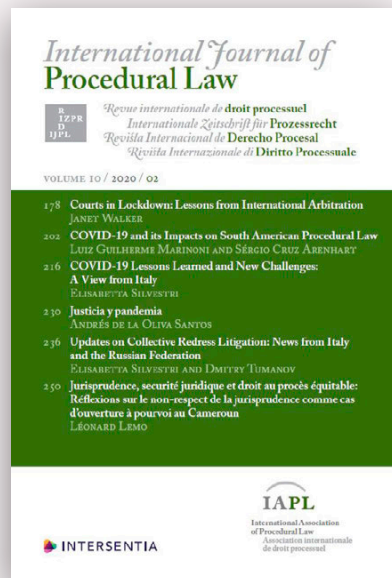 International Journal of
Procedural Law
R
IZPR
D
IJPL
Revue internationale de droit processuel
Internationale Zeitschrift für Prozessrecht
Revista Internacional de Derecho Procesal
Rivista Internazionale di Diritto Processuale
VOLUME 10 / 2020 / 02
178 Courts in Lockdown: Lessons from International Arbitration
JANET WALKER
202 COVID-19 and its Impacts on South American Procedural Law
LUIZ GUILHERME MARINONI AND SÉRGIO CRUZ ARENHART
216 COVID-19 Lessons Learned and New Challenges:
A View from Italy
ELISABETTA SILVESTRI
230 Justicia y pandemia
ANDRÉS DE LA OLIVA SANTOS
236 Updates on Collective Redress Litigation: News from Italy
and the Russian Federation
ELISABETTA SILVESTRI AND DMITRY TUMANOV
250 Jurisprudence, securité juridique et droit au procès équitable:
Réflexions sur le non-respect de la jurisprudence comme cas
d'ouverture à pourvoi au Cameroun
LÉONARD LEMO
INTERSENTIA
IAPL
International Association
of Procedural Law
Association internationale
de droit processuel